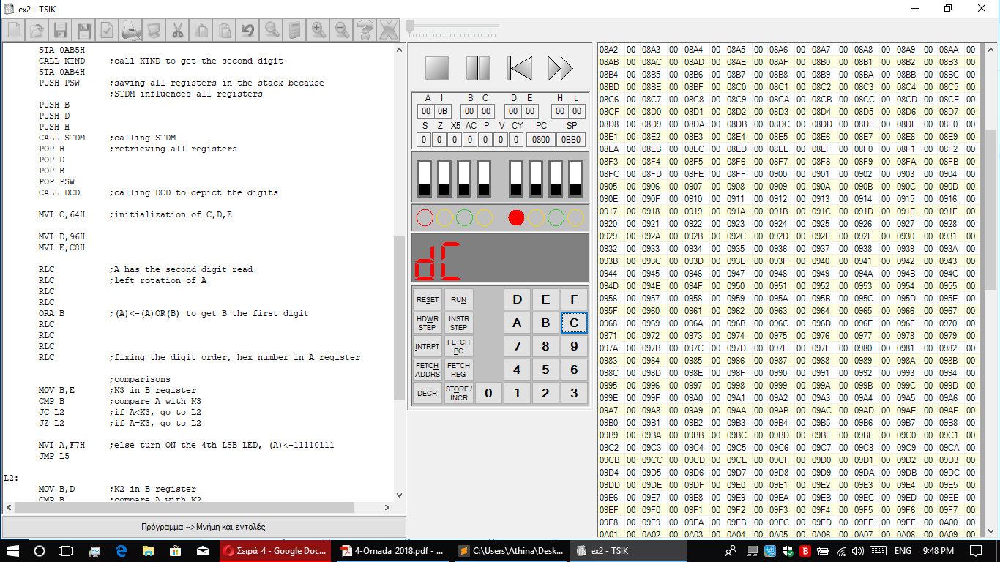 ex2 - TSIK
STA 0AB5H
CALL KIND ;call KIND to get the second digit
STA 0AB4H
PUSH PSW ;saving all registers in the stack because
;STDM influences all registers
PUSH B
PUSH D
PUSH H
CALL STDM ;calling STDM
POP H ;retrieving all registers
POP D
POP B
POP PSW
CALL DCD ;calling DCD to depict the digits
MVI C,64H ;initialization of C,D,E
MVI D,96H
MVI E,C8H
RLC ;A has the second digit read
RLC ;left rotation of A
RLC
RLC
ORA B ;(A)<-(A)OR(B) to get B the first digit
RLC
RLC
RLC
RLC ;fixing the digit order, hex number in A register
;comparisons
MOV B,E ;K3 in B register
CMP B ;compare A with K3
JC L2 ;if A<K3, go to L2
JZ L2 ;if A=K3, go to L2
MVI A,F7H ;else turn ON the 4th LSB LED, (A)<-11110111
JMP L5
L2:
MOV B,D ;K2 in B register
CMP B ;compare A with K2
Πρόγραμμα --> Μνήμη και εντολές
A I B C D E H L
00 0B 00 00 00 00 00 00
S Z X5 AC P V CY PC SP
0 0 0 0 0 0 0 0800 0BB0
dC
RESET RUN D E F
HDWR STEP INSTR STEP A B C
INTRPT FETCH PC 7 8 9
FETCH ADDRS FETCH REG 4 5 6
DECR STORE / INCR 0 1 2 3
08A2 00 08A3 00 08A4 00 08A5 00 08A6 00 08A7 00 08A8 00 08A9 00 08AA 00
08AB 00 08AC 00 08AD 00 08AE 00 08AF 00 08B0 00 08B1 00 08B2 00 08B3 00
08B4 00 08B5 00 08B6 00 08B7 00 08B8 00 08B9 00 08BA 00 08BB 00 08BC 00
08BD 00 08BE 00 08BF 00 08C0 00 08C1 00 08C2 00 08C3 00 08C4 00 08C5 00
08C6 00 08C7 00 08C8 00 08C9 00 08CA 00 08CB 00 08CC 00 08CD 00 08CE 00
08CF 00 08D0 00 08D1 00 08D2 00 08D3 00 08D4 00 08D5 00 08D6 00 08D7 00
08D8 00 08D9 00 08DA 00 08DB 00 08DC 00 08DD 00 08DE 00 08DF 00 08E0 00
08E1 00 08E2 00 08E3 00 08E4 00 08E5 00 08E6 00 08E7 00 08E8 00 08E9 00
08EA 00 08EB 00 08EC 00 08ED 00 08EE 00 08EF 00 08F0 00 08F1 00 08F2 00
08F3 00 08F4 00 08F5 00 08F6 00 08F7 00 08F8 00 08F9 00 08FA 00 08FB 00
08FC 00 08FD 00 08FE 00 08FF 00 0900 00 0901 00 0902 00 0903 00 0904 00
0905 00 0906 00 0907 00 0908 00 0909 00 090A 00 090B 00 090C 00 090D 00
090E 00 090F 00 0910 00 0911 00 0912 00 0913 00 0914 00 0915 00 0916 00
0917 00 0918 00 0919 00 091A 00 091B 00 091C 00 091D 00 091E 00 091F 00
0920 00 0921 00 0922 00 0923 00 0924 00 0925 00 0926 00 0927 00 0928 00
0929 00 092A 00 092B 00 092C 00 092D 00 092E 00 092F 00 0930 00 0931 00
0932 00 0933 00 0934 00 0935 00 0936 00 0937 00 0938 00 0939 00 093A 00
093B 00 093C 00 093D 00 093E 00 093F 00 0940 00 0941 00 0942 00 0943 00
0944 00 0945 00 0946 00 0947 00 0948 00 0949 00 094A 00 094B 00 094C 00
094D 00 094E 00 094F 00 0950 00 0951 00 0952 00 0953 00 0954 00 0955 00
0956 00 0957 00 0958 00 0959 00 095A 00 095B 00 095C 00 095D 00 095E 00
095F 00 0960 00 0961 00 0962 00 0963 00 0964 00 0965 00 0966 00 0967 00
0968 00 0969 00 096A 00 096B 00 096C 00 096D 00 096E 00 096F 00 0970 00
0971 00 0972 00 0973 00 0974 00 0975 00 0976 00 0977 00 0978 00 0979 00
097A 00 097B 00 097C 00 097D 00 097E 00 097F 00 0980 00 0981 00 0982 00
0983 00 0984 00 0985 00 0986 00 0987 00 0988 00 0989 00 098A 00 098B 00
098C 00 098D 00 098E 00 098F 00 0990 00 0991 00 0992 00 0993 00 0994 00
0995 00 0996 00 0997 00 0998 00 0999 00 099A 00 099B 00 099C 00 099D 00
099E 00 099F 00 09A0 00 09A1 00 09A2 00 09A3 00 09A4 00 09A5 00 09A6 00
09A7 00 09A8 00 09A9 00 09AA 00 09AB 00 09AC 00 09AD 00 09AE 00 09AF 00
09B0 00 09B1 00 09B2 00 09B3 00 09B4 00 09B5 00 09B6 00 09B7 00 09B8 00
09B9 00 09BA 00 09BB 00 09BC 00 09BD 00 09BE 00 09BF 00 09C0 00 09C1 00
09C2 00 09C3 00 09C4 00 09C5 00 09C6 00 09C7 00 09C8 00 09C9 00 09CA 00
09CB 00 09CC 00 09CD 00 09CE 00 09CF 00 09D0 00 09D1 00 09D2 00 09D3 00
09D4 00 09D5 00 09D6 00 09D7 00 09D8 00 09D9 00 09DA 00 09DB 00 09DC 00
09DD 00 09DE 00 09DF 00 09E0 00 09E1 00 09E2 00 09E3 00 09E4 00 09E5 00
09E6 00 09E7 00 09E8 00 09E9 00 09EA 00 09EB 00 09EC 00 09ED 00 09EE 00
09EF 00 09F0 00 09F1 00 09F2 00 09F3 00 09F4 00 09F5 00 09F6 00 09F7 00
09F8 00 09F9 00 09FA 00 09FB 00 09FC 00 09FD 00 09FE 00 09FF 00 0A00 00
0A01 00 0A02 00 0A03 00 0A04 00 0A05 00 0A06 00 0A07 00 0A08 00 0A09 00
Σειρά_4 - Google Doc... 4-Omada_2018.pdf - ... C:\Users\Athina\Desk... ex2 - TSIK ENG 9:48 PM